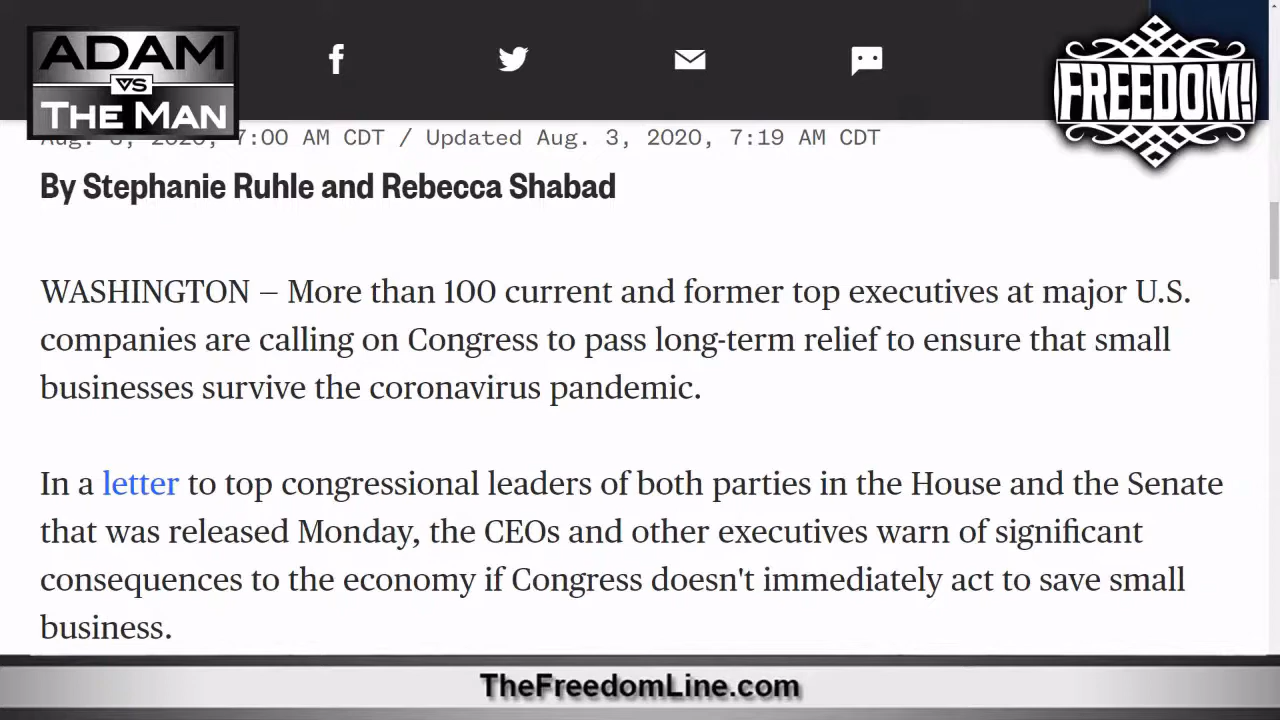 ADAM
VS
THE MAN
FREEDOM!
Aug. 3, 2020, 7:00 AM CDT / Updated Aug. 3, 2020, 7:19 AM CDT
By Stephanie Ruhle and Rebecca Shabad
WASHINGTON — More than 100 current and former top executives at major U.S.
companies are calling on Congress to pass long-term relief to ensure that small
businesses survive the coronavirus pandemic.
In a letter to top congressional leaders of both parties in the House and the Senate
that was released Monday, the CEOs and other executives warn of significant
consequences to the economy if Congress doesn't immediately act to save small
business.
TheFreedomLine.com